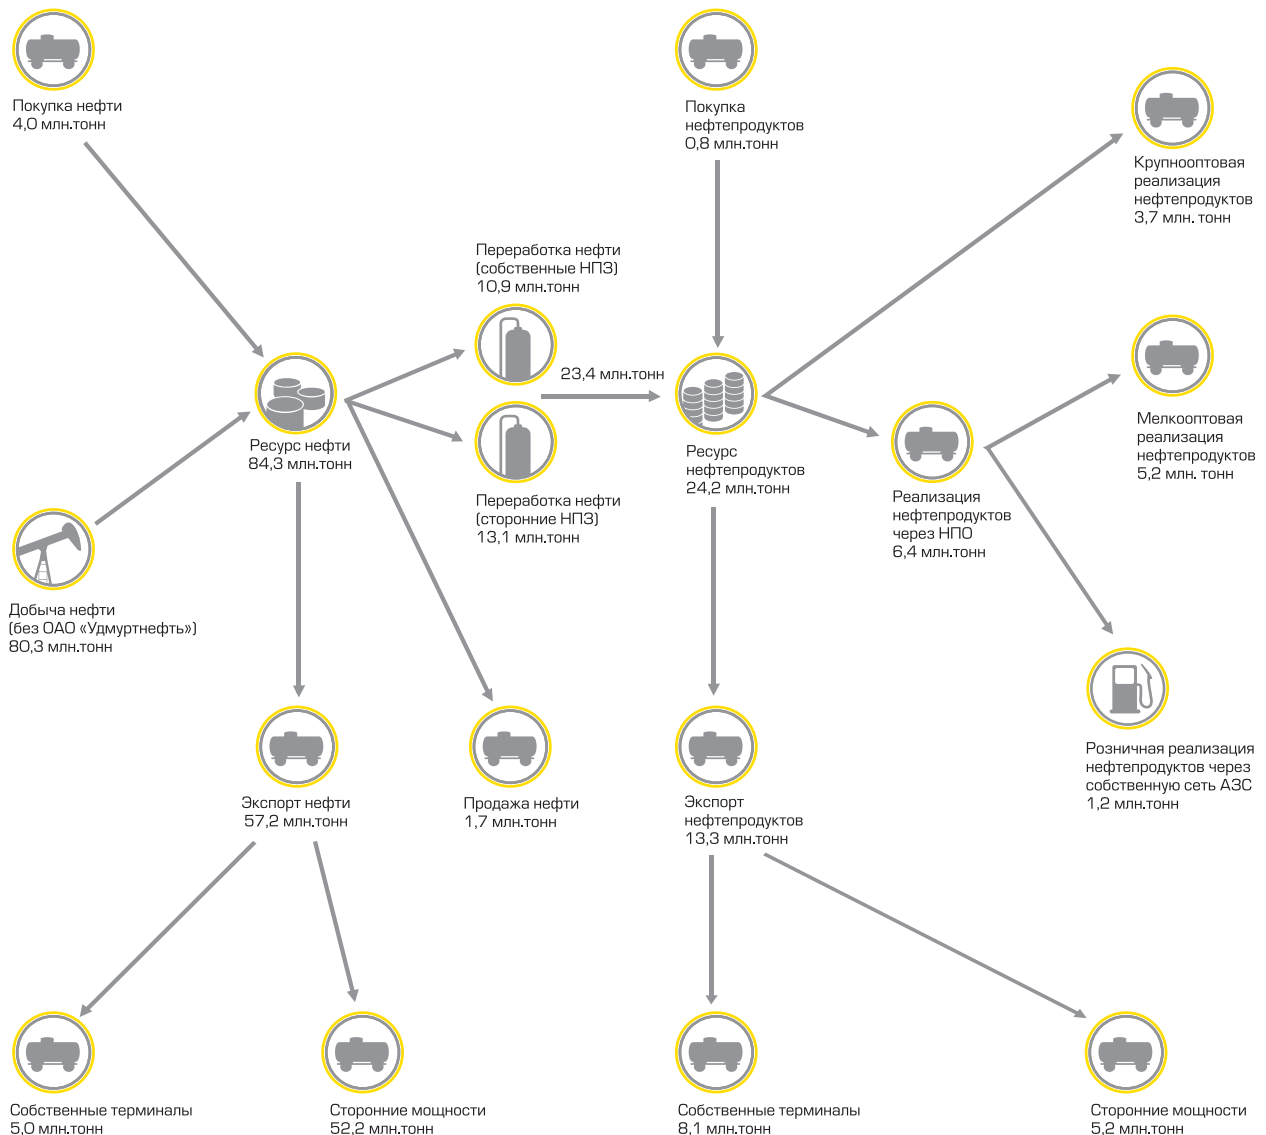 Покупка нефти
4,0 млн.тонн
Покупка
нефтепродуктов
0,8 млн.тонн
Крупнооптовая
реализация
нефтепродуктов
3,7 млн. тонн
Переработка нефти
(собственные НПЗ)
10,9 млн.тонн
23,4 млн.тонн
Ресурс нефти
84,3 млн.тонн
Переработка нефти
(сторонние НПЗ)
13,1 млн.тонн
Ресурс
нефтепродуктов
24,2 млн.тонн
Мелкооптовая
реализация
нефтепродуктов
5,2 млн. тонн
Реализация
нефтепродуктов
через НПО
6,4 млн.тонн
Добыча нефти
(без ОАО «Удмуртнефть»)
80,3 млн.тонн
Розничная реализация
нефтепродуктов через
собственную сеть АЗС
1,2 млн.тонн
Экспорт нефти
57,2 млн.тонн
Продажа нефти
1,7 млн.тонн
Экспорт
нефтепродуктов
13,3 млн.тонн
Собственные терминалы
5,0 млн.тонн
Сторонние мощности
52,2 млн.тонн
Собственные терминалы
8,1 млн.тонн
Сторонние мощности
5,2 млн.тонн